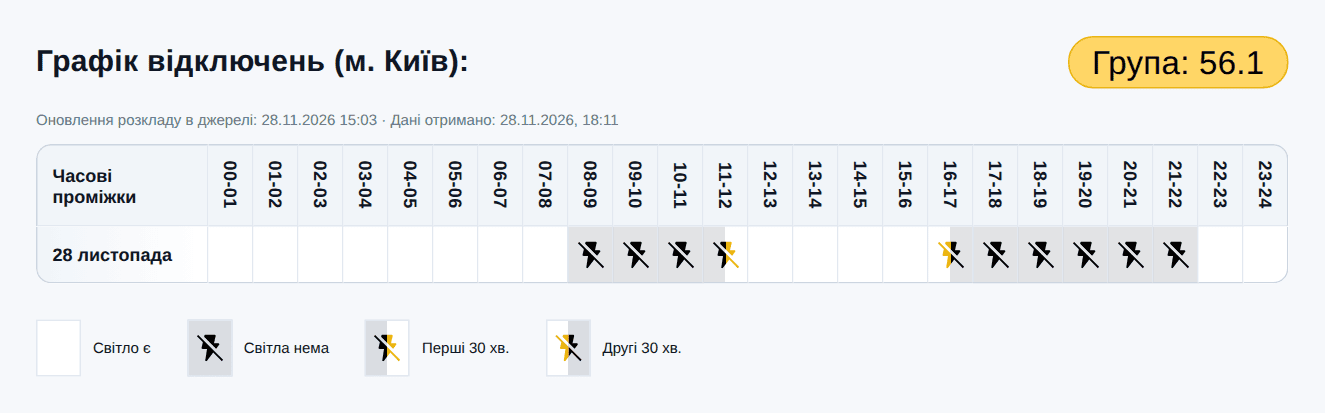 Графік відключень (м. Київ):
Група: 56.1
Оновлення розкладу в джерелі: 28.11.2026 15:03 · Дані отримано: 28.11.2026, 18:11
Часові проміжки
00-01 01-02 02-03 03-04 04-05 05-06 06-07 07-08 08-09 09-10 10-11 11-12 12-13 13-14 14-15 15-16 16-17 17-18 18-19 19-20 20-21 21-22 22-23 23-24
28 листопада
Світло є
Світла нема
Перші 30 хв.
Другі 30 хв.